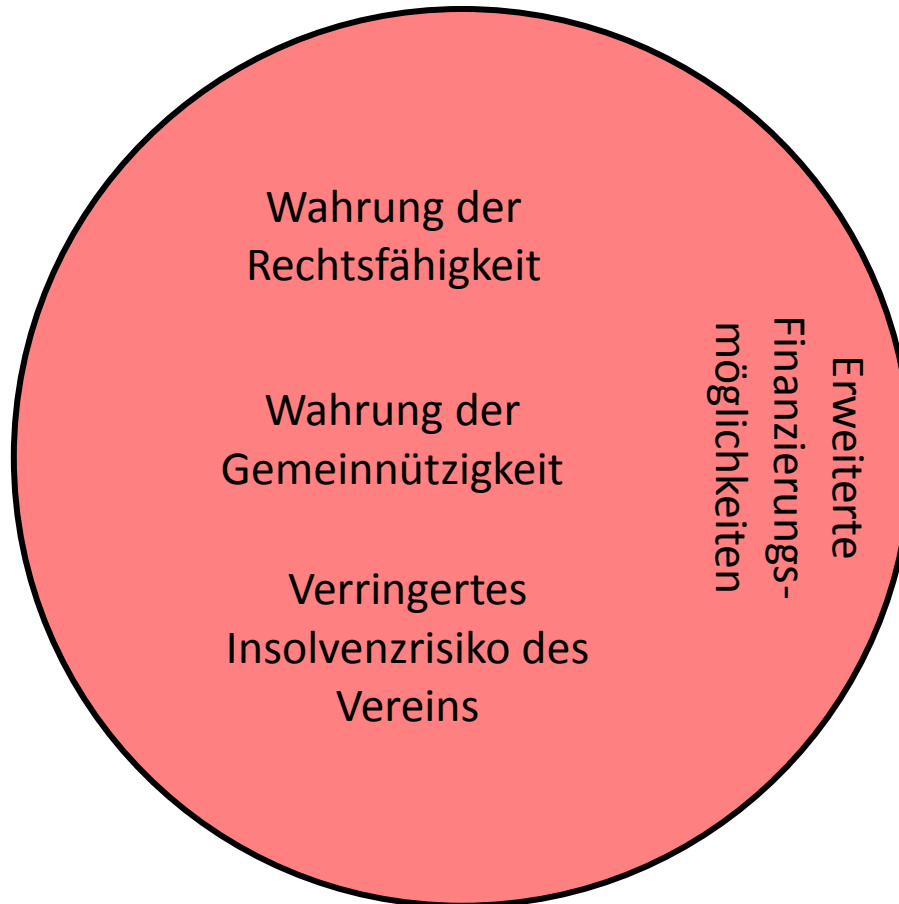 Wahrung der
Rechtsfähigkeit
Wahrung der
Gemeinnützigkeit
Verringertes
Insolvenzrisiko des
Vereins
Erweiterte
Finanzierungs-
möglichkeiten